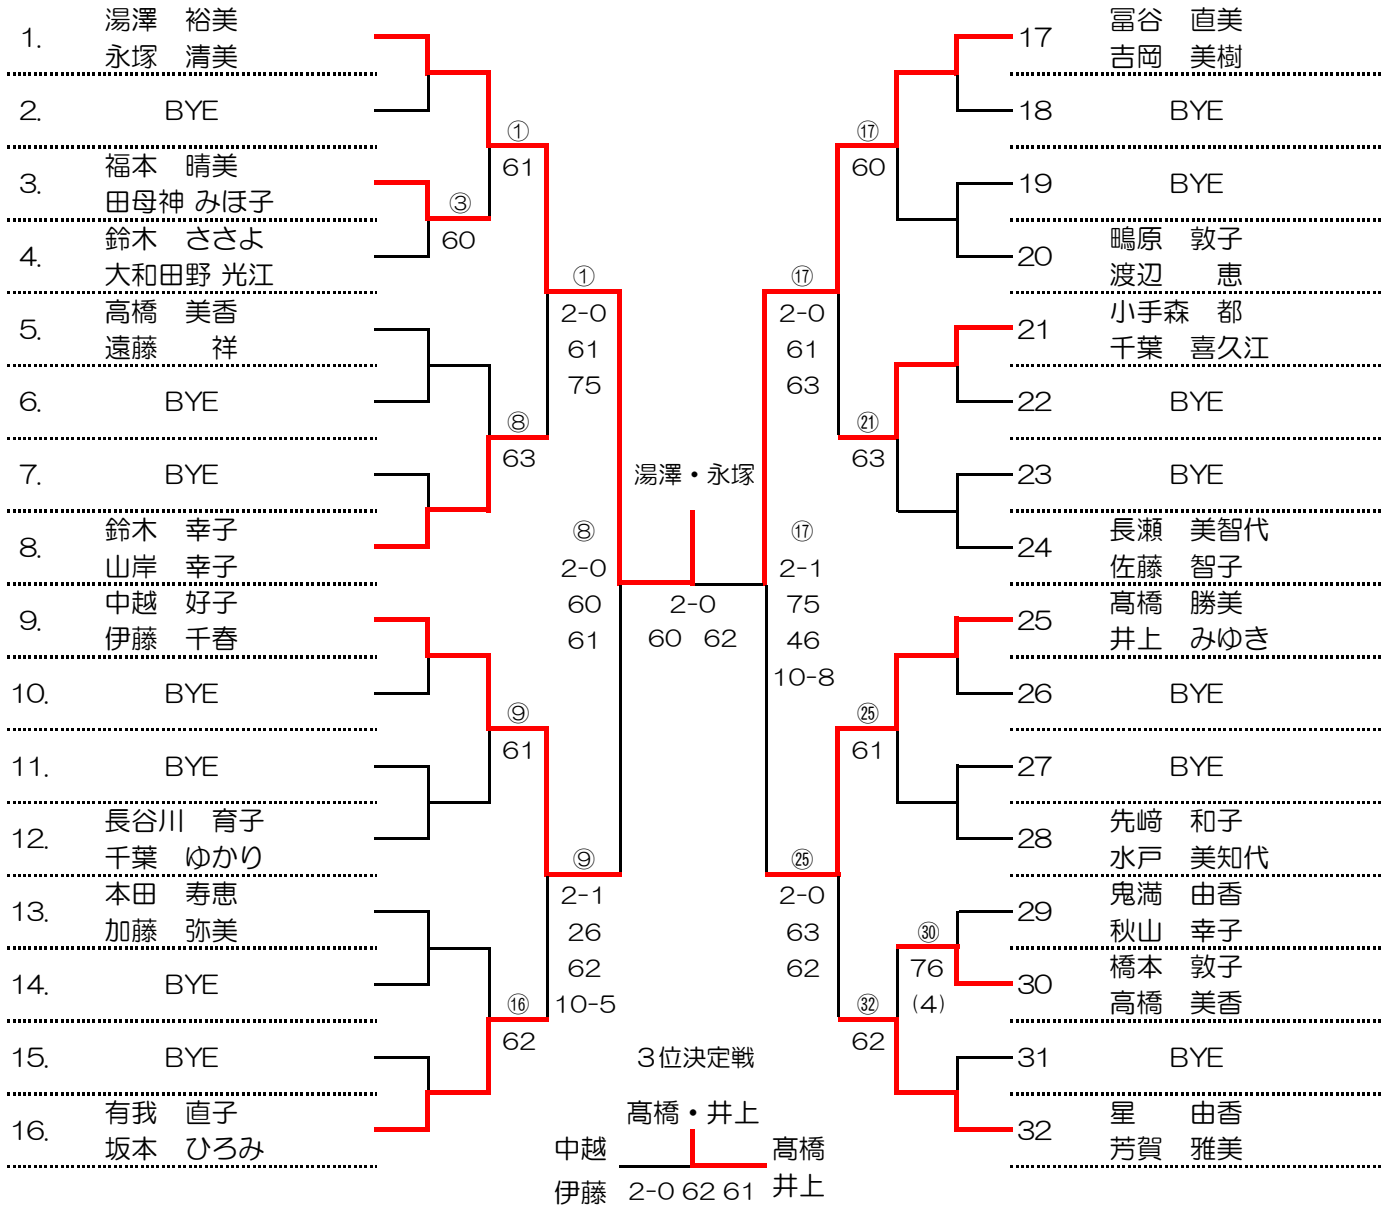 1.
湯澤　裕美
永塚　清美
2.
BYE
3.
福本　晴美
田母神 みほ子
4.
鈴木　ささよ
大和田野 光江
5.
高橋　美香
遠藤　　祥
6.
BYE
7.
BYE
8.
鈴木　幸子
山岸　幸子
9.
中越　好子
伊藤　千春
10.
BYE
11.
BYE
12.
長谷川　育子
千葉　ゆかり
13.
本田　寿恵
加藤　弥美
14.
BYE
15.
BYE
16.
有我　直子
坂本　ひろみ
③
60
①
61
⑧
63
⑨
61
⑯
62
①
2-0
61
75
⑨
2-1
26
62
10-5
⑧
2-0
60
61
湯澤・永塚
2-0
60 62
⑰
2-1
75
46
10-8
⑰
2-0
61
63
㉕
2-0
63
62
⑰
60
㉑
63
㉕
61
㉜
62
㉚
76
(4)
17
冨谷　直美
吉岡　美樹
18
BYE
19
BYE
20
鴫原　敦子
渡辺　　恵
21
小手森　都
千葉　喜久江
22
BYE
23
BYE
24
長瀬　美智代
佐藤　智子
25
髙橋　勝美
井上　みゆき
26
BYE
27
BYE
28
先﨑　和子
水戸　美知代
29
鬼満　由香
秋山　幸子
30
橋本　敦子
高橋　美香
31
BYE
32
星　　由香
芳賀　雅美
３位決定戦
髙橋・井上
中越
伊藤
2-0 62 61
髙橋
井上